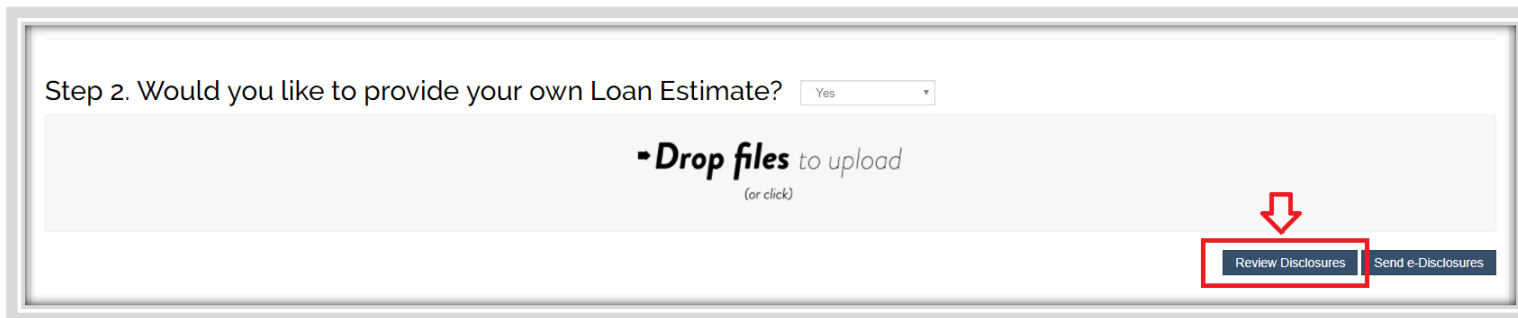 Step 2. Would you like to provide your own Loan Estimate? Yes
Drop files to upload
(or click)
Review Disclosures Send e-Disclosures